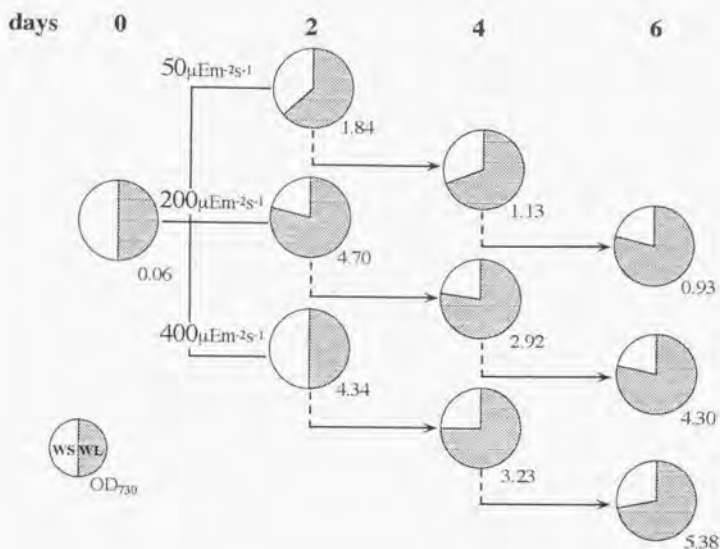 days 0 2 4 6
50μEm-2s-1
1.84
1.13
200μEm-2s-1
0.06
4.70
0.93
2.92
400μEm-2s-1
4.34
4.30
3.23
WS WL
OD730
5.38